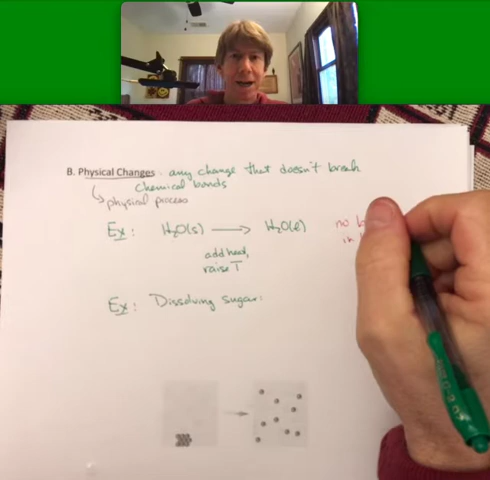 B. Physical Changes - any change that doesn't break
chemical bonds
↳ physical process
Ex: H₂O(s) → H₂O(ℓ) no
add heat, in
raise T
Ex: Dissolving sugar: